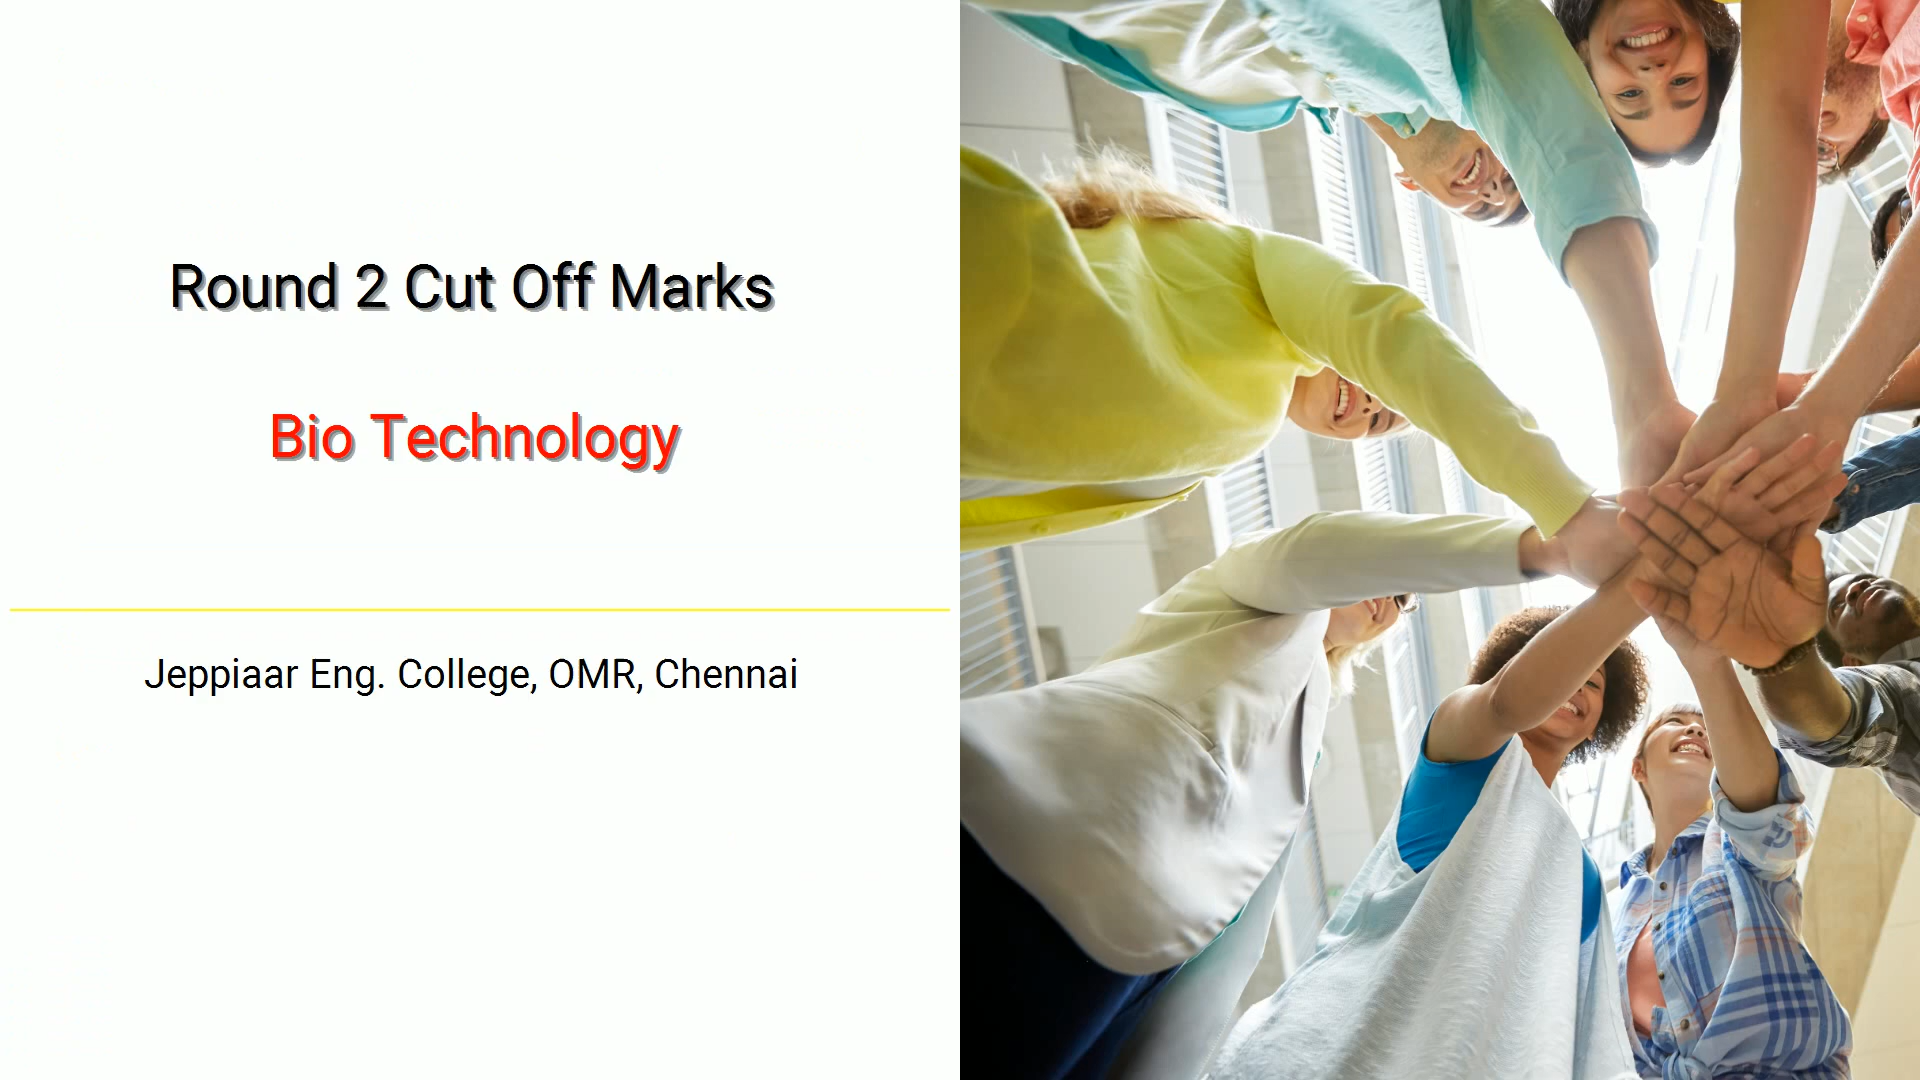 Round 2 Cut Off Marks
Bio Technology
Jeppiaar Eng. College, OMR, Chennai